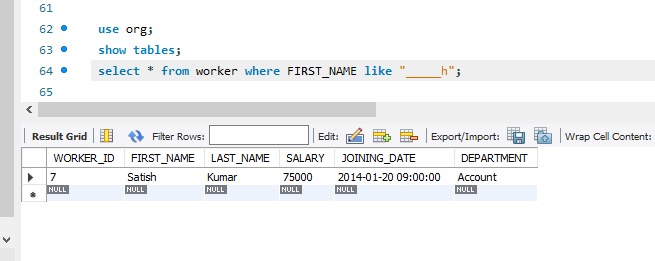 61
62 use org;
63 show tables;
64 select * from worker where FIRST_NAME like "_____h";
65
Result Grid Filter Rows: Edit: Export/Import: Wrap Cell Content:
WORKER_ID FIRST_NAME LAST_NAME SALARY JOINING_DATE DEPARTMENT
7 Satish Kumar 75000 2014-01-20 09:00:00 Account
NULL NULL NULL NULL NULL NULL